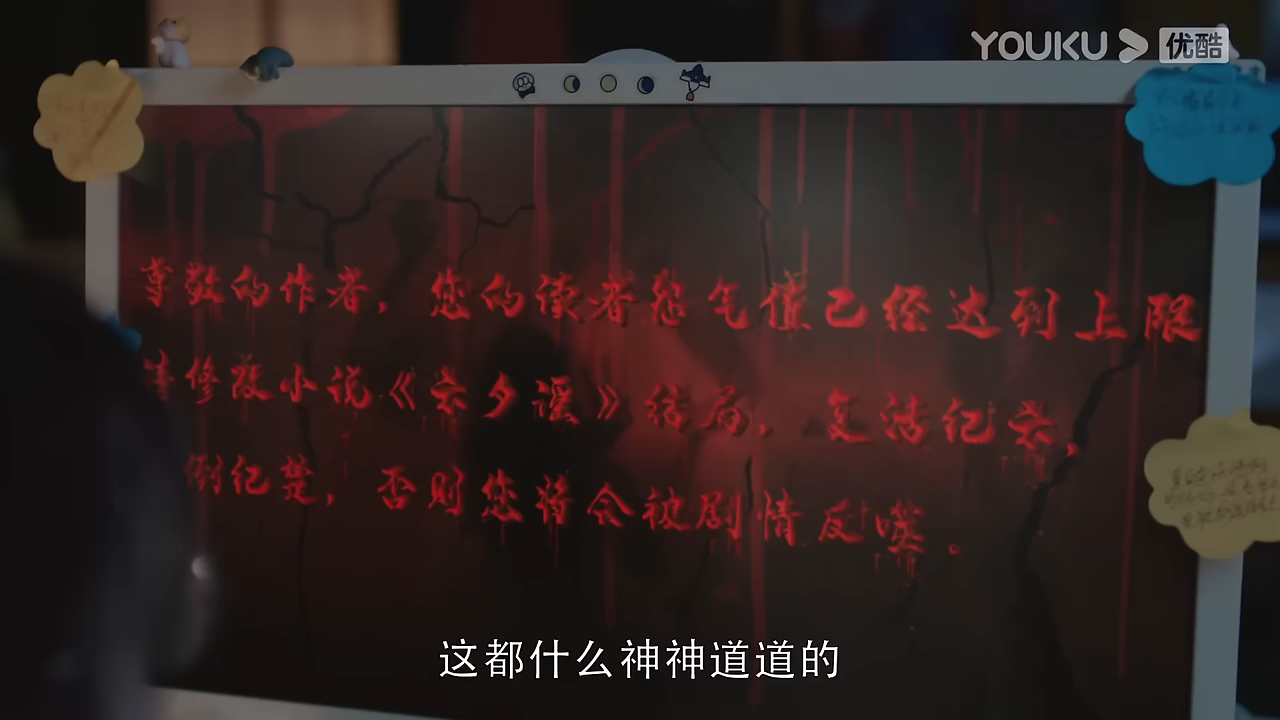 YOUKU 优酷
尊敬的作者，您的读者怨气值已经达到上限
请修改小说《云夕谣》结局，复活纪云，
倒纪楚，否则您将会被剧情反噬。
这都什么神神道道的